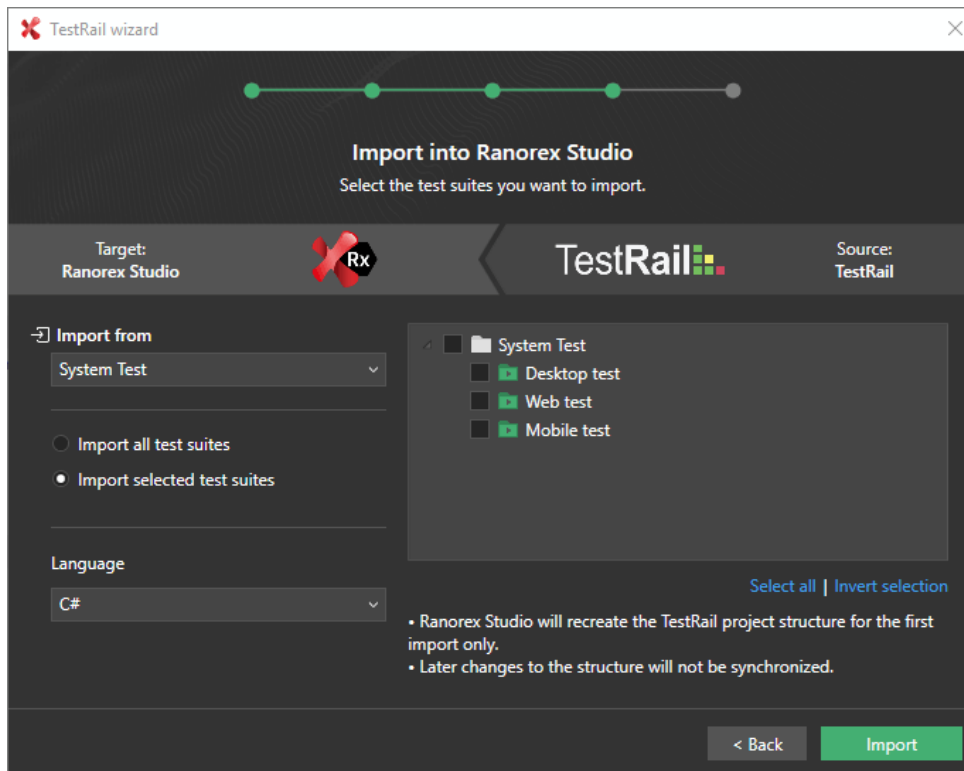 TestRail wizard
Import into Ranorex Studio
Select the test suites you want to import.
Target:
Ranorex Studio
Rx
TestRail
Source:
TestRail
Import from
System Test
Import all test suites
Import selected test suites
Language
C#
System Test
Desktop test
Web test
Mobile test
Select all | Invert selection
• Ranorex Studio will recreate the TestRail project structure for the first
import only.
• Later changes to the structure will not be synchronized.
< Back
Import